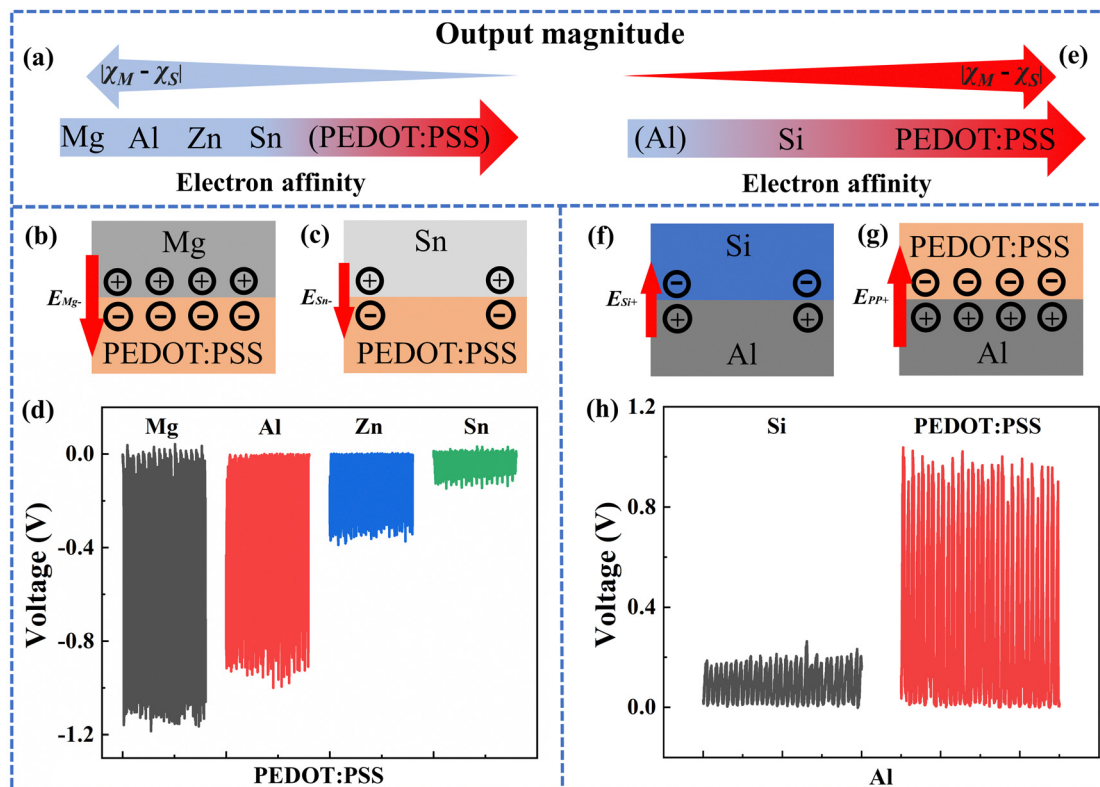 Output magnitude
(a)
|χM - χS|
Mg Al Zn Sn (PEDOT:PSS)
Electron affinity
(e)
|χM - χS|
(Al) Si PEDOT:PSS
Electron affinity
(b)
Mg
+ + + +
EMg-
- - - -
PEDOT:PSS
(c)
Sn
+ +
ESn-
- -
PEDOT:PSS
(d)
Mg Al Zn Sn
0.0
-0.4
-0.8
-1.2
Voltage (V)
PEDOT:PSS
(f)
Si
- -
ESi+
+ +
Al
(g)
PEDOT:PSS
- - - -
EPP+
+ + + +
Al
(h)
Si PEDOT:PSS
1.2
0.8
0.4
0.0
Voltage (V)
Al